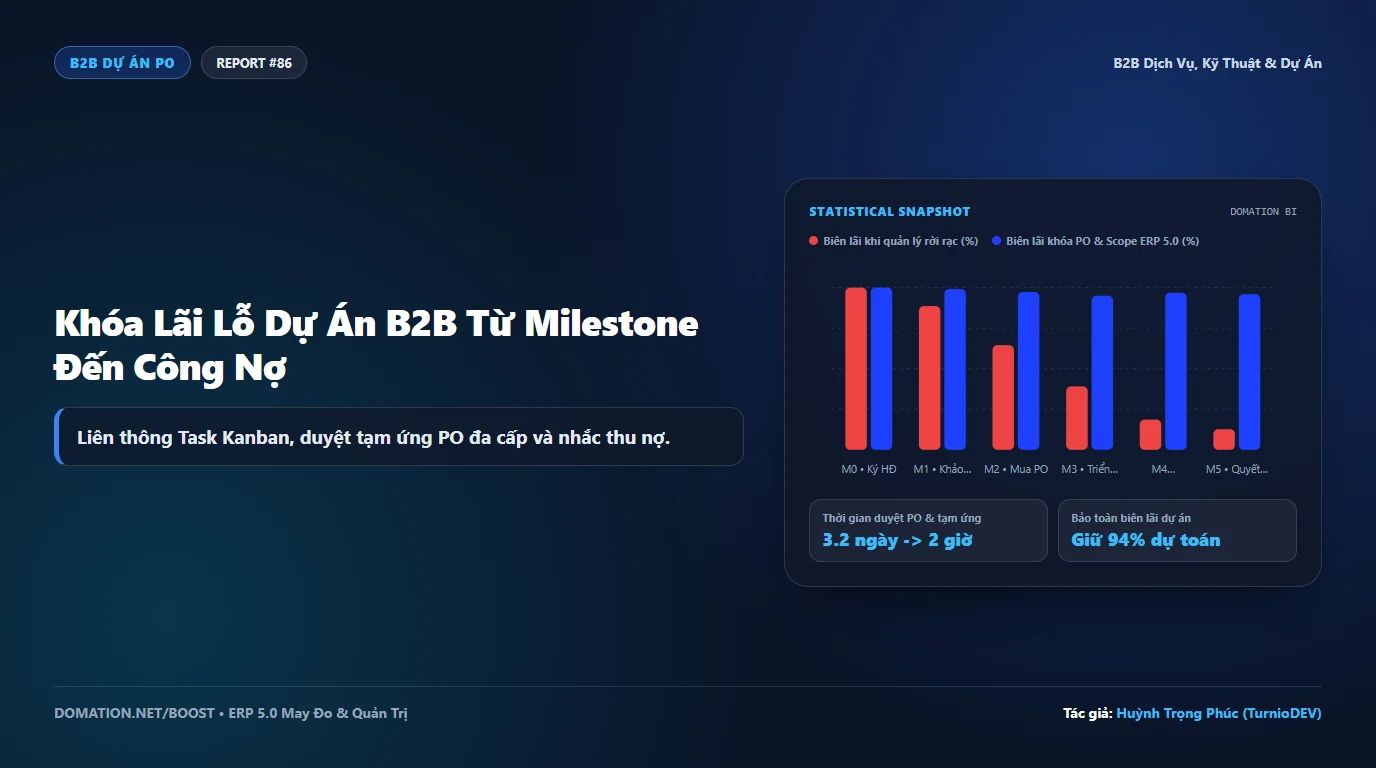 B2B DỰ ÁN PO
REPORT #86
B2B Dịch Vụ, Kỹ Thuật & Dự Án
Khóa Lãi Lỗ Dự Án B2B Từ Milestone
Đến Công Nợ
Liên thông Task Kanban, duyệt tạm ứng PO đa cấp và nhắc thu nợ.
STATISTICAL SNAPSHOT
DOMATION BI
Biên lãi khi quản lý rời rạc (%)
Biên lãi khóa PO & Scope ERP 5.0 (%)
M0 • Ký HĐ
M1 • Khảo...
M2 • Mua PO
M3 • Triển...
M4...
M5 • Quyết...
Thời gian duyệt PO & tạm ứng
3.2 ngày -> 2 giờ
Bảo toàn biên lãi dự án
Giữ 94% dự toán
DOMATION.NET/BOOST • ERP 5.0 May Đo & Quản Trị
Tác giả: Huỳnh Trọng Phúc (TurnioDEV)